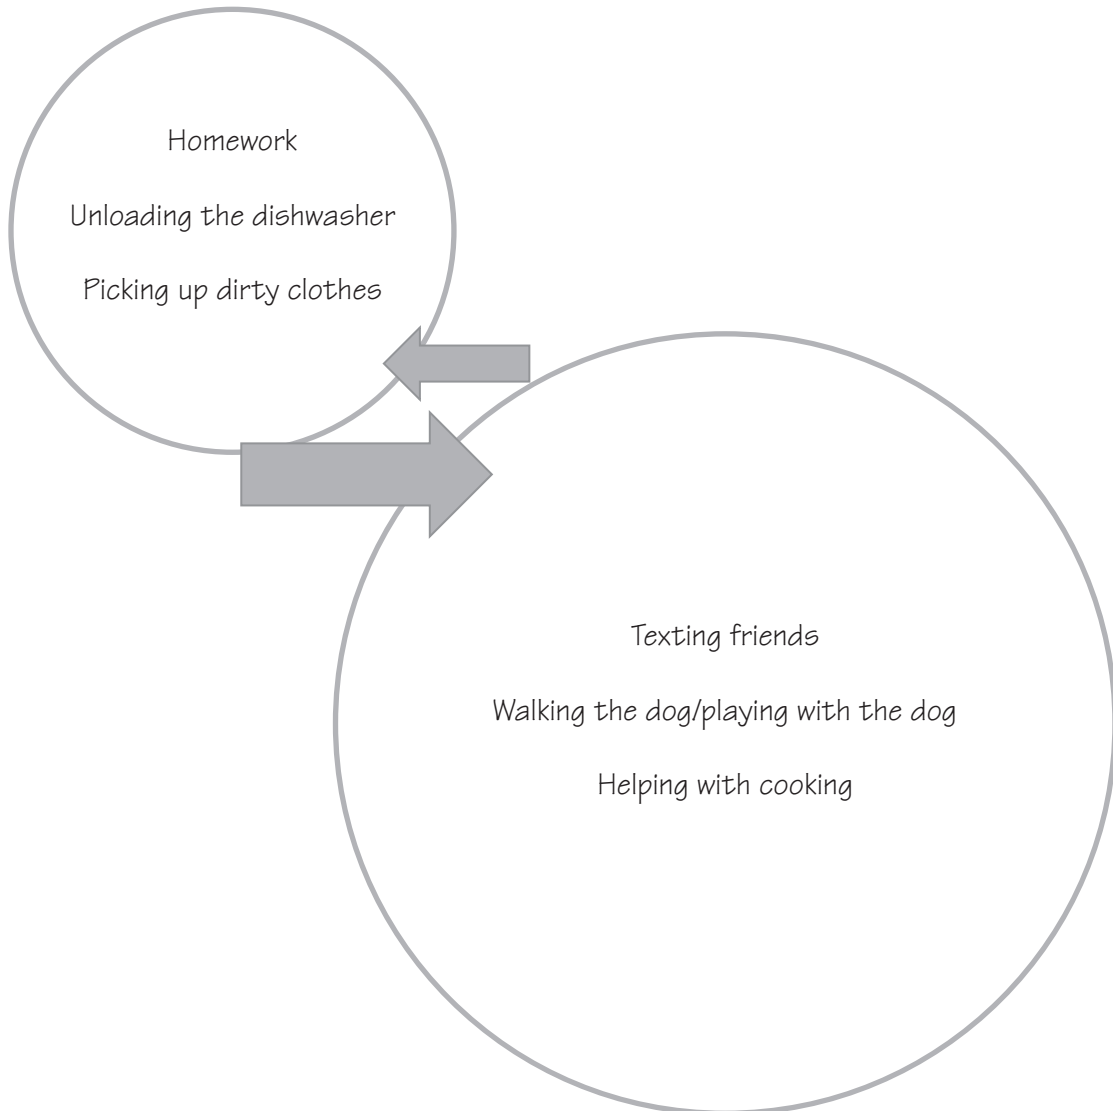 Homework
Unloading the dishwasher
Picking up dirty clothes
Texting friends
Walking the dog/playing with the dog
Helping with cooking